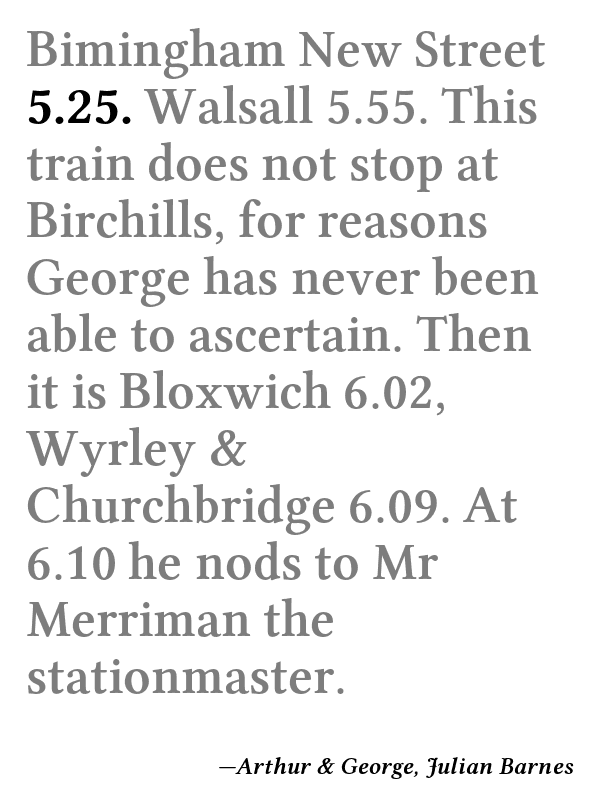 Bimingham New Street
5.25. Walsall 5.55. This
train does not stop at
Birchills, for reasons
George has never been
able to ascertain. Then
it is Bloxwich 6.02,
Wyrley &
Churchbridge 6.09. At
6.10 he nods to Mr
Merriman the
stationmaster.
—Arthur & George, Julian Barnes